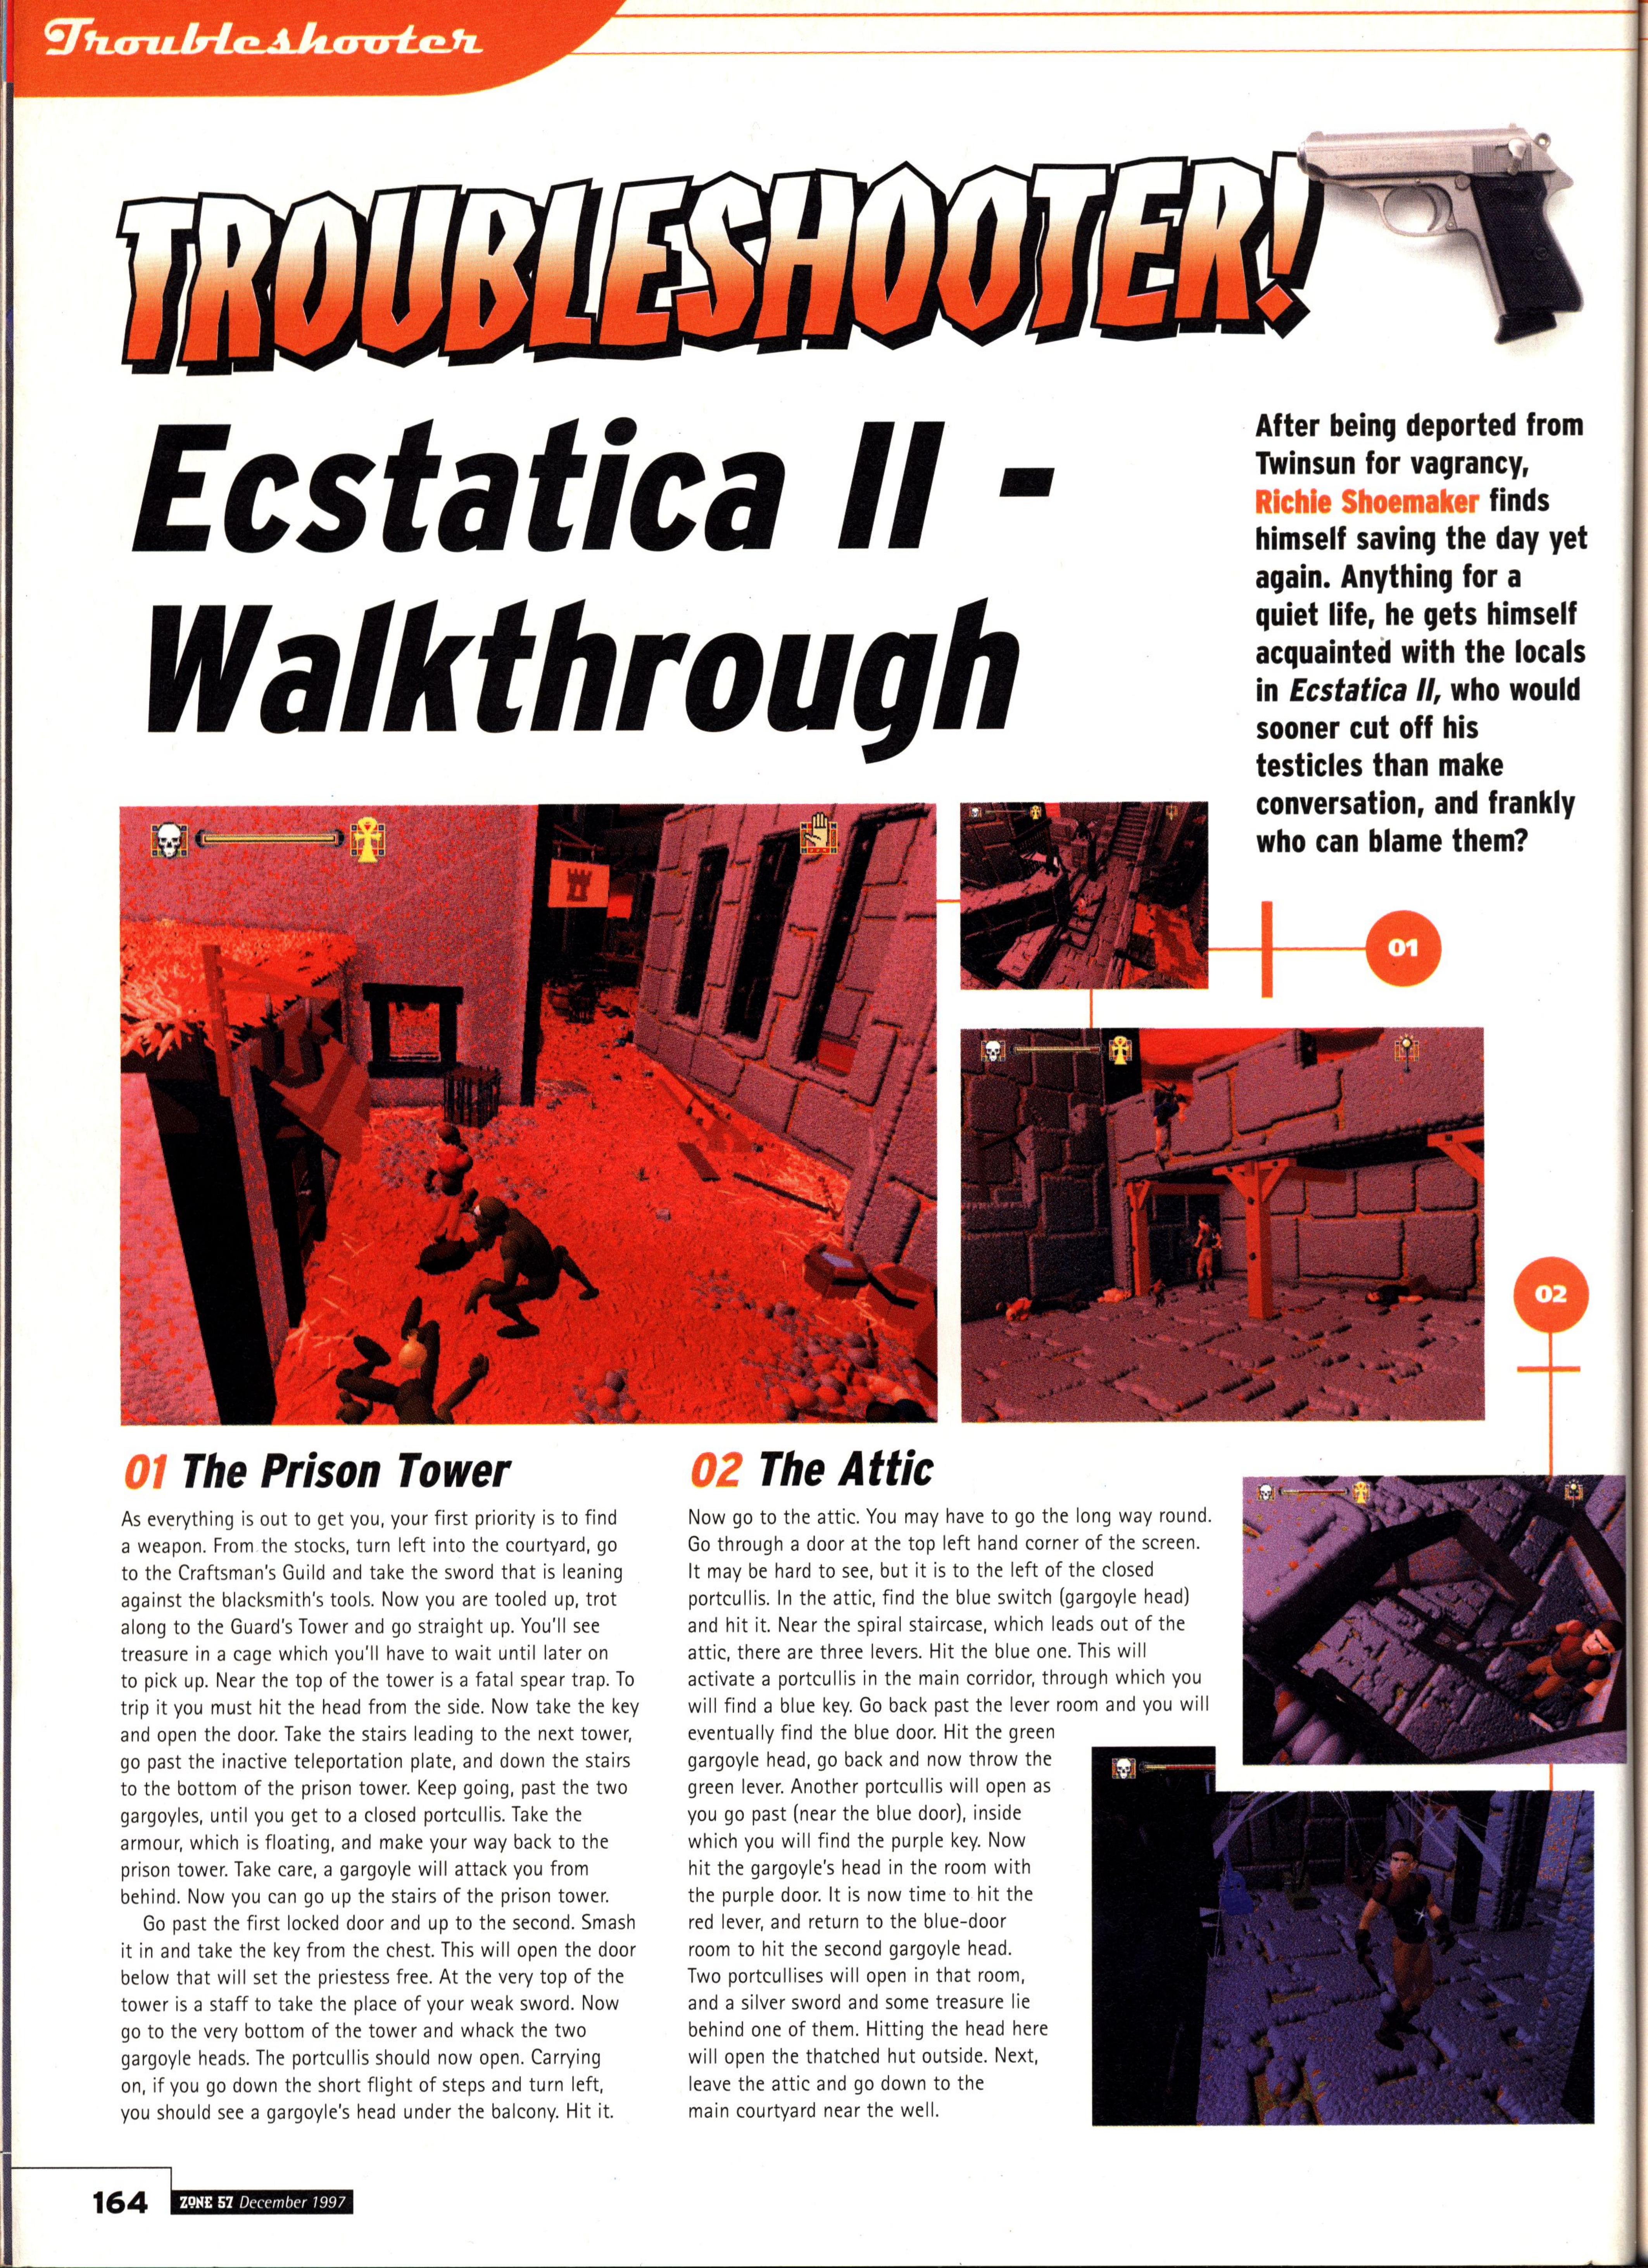 Troubleshooter
TROUBLESHOOTER!
Ecstatica II -
Walkthrough
After being deported from
Twinsun for vagrancy,
Richie Shoemaker finds
himself saving the day yet
again. Anything for a
quiet life, he gets himself
acquainted with the locals
in Ecstatica II, who would
sooner cut off his
testicles than make
conversation, and frankly
who can blame them?
01
02
01 The Prison Tower
As everything is out to get you, your first priority is to find
a weapon. From the stocks, turn left into the courtyard, go
to the Craftsman's Guild and take the sword that is leaning
against the blacksmith's tools. Now you are tooled up, trot
along to the Guard's Tower and go straight up. You'll see
treasure in a cage which you'll have to wait until later on
to pick up. Near the top of the tower is a fatal spear trap. To
trip it you must hit the head from the side. Now take the key
and open the door. Take the stairs leading to the next tower,
go past the inactive teleportation plate, and down the stairs
to the bottom of the prison tower. Keep going, past the two
gargoyles, until you get to a closed portcullis. Take the
armour, which is floating, and make your way back to the
prison tower. Take care, a gargoyle will attack you from
behind. Now you can go up the stairs of the prison tower.
Go past the first locked door and up to the second. Smash
it in and take the key from the chest. This will open the door
below that will set the priestess free. At the very top of the
tower is a staff to take the place of your weak sword. Now
go to the very bottom of the tower and whack the two
gargoyle heads. The portcullis should now open. Carrying
on, if you go down the short flight of steps and turn left,
you should see a gargoyle's head under the balcony. Hit it.
02 The Attic
Now go to the attic. You may have to go the long way round.
Go through a door at the top left hand corner of the screen.
It may be hard to see, but it is to the left of the closed
portcullis. In the attic, find the blue switch (gargoyle head)
and hit it. Near the spiral staircase, which leads out of the
attic, there are three levers. Hit the blue one. This will
activate a portcullis in the main corridor, through which you
will find a blue key. Go back past the lever room and you will
eventually find the blue door. Hit the green
gargoyle head, go back and now throw the
green lever. Another portcullis will open as
you go past (near the blue door), inside
which you will find the purple key. Now
hit the gargoyle's head in the room with
the purple door. It is now time to hit the
red lever, and return to the blue-door
room to hit the second gargoyle head.
Two portcullises will open in that room,
and a silver sword and some treasure lie
behind one of them. Hitting the head here
will open the thatched hut outside. Next,
leave the attic and go down to the
main courtyard near the well.
164 ZONE 57 December 1997